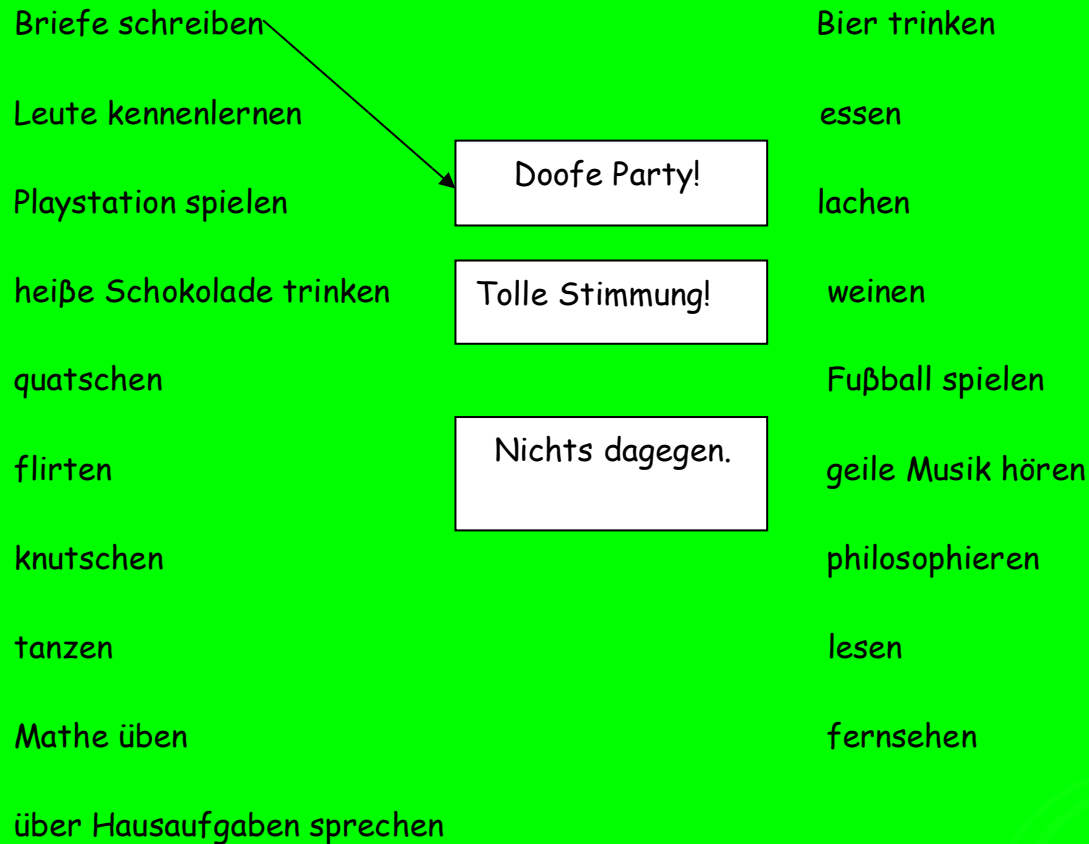 Briefe schreiben
Leute kennenlernen
Playstation spielen
heiβe Schokolade trinken
quatschen
flirten
knutschen
tanzen
Mathe üben
über Hausaufgaben sprechen
Doofe Party!
Tolle Stimmung!
Nichts dagegen.
Bier trinken
essen
lachen
weinen
Fuβball spielen
geile Musik hören
philosophieren
lesen
fernsehen